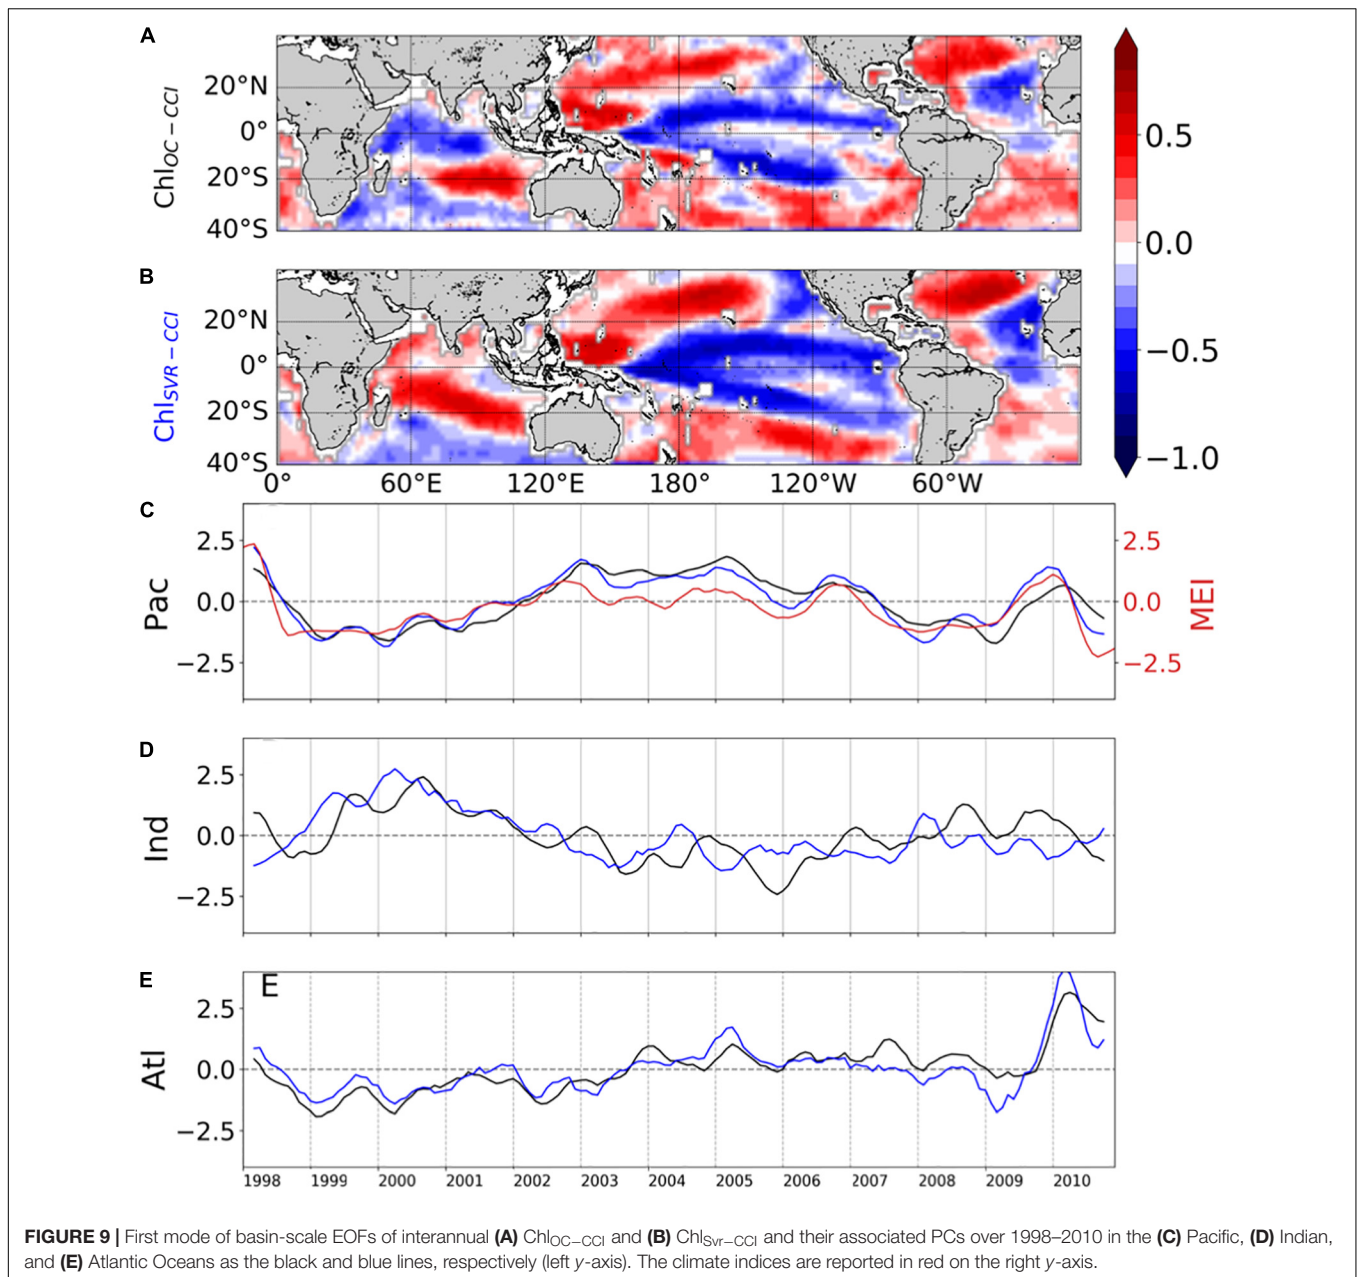 A
Chl_OC−CCI
20°N
0°
20°S
40°S
0.5
0.0
−0.5
−1.0
B
Chl_SVR−CCI
20°N
0°
20°S
40°S
0° 60°E 120°E 180° 120°W 60°W
C
Pac
2.5
0.0
−2.5
2.5
0.0
−2.5
MEI
D
Ind
2.5
0.0
−2.5
E
E
Atl
2.5
0.0
−2.5
1998 1999 2000 2001 2002 2003 2004 2005 2006 2007 2008 2009 2010
FIGURE 9 | First mode of basin-scale EOFs of interannual (A) Chl_OC−CCI and (B) Chl_Svr−CCI and their associated PCs over 1998–2010 in the (C) Pacific, (D) Indian,
and (E) Atlantic Oceans as the black and blue lines, respectively (left y-axis). The climate indices are reported in red on the right y-axis.